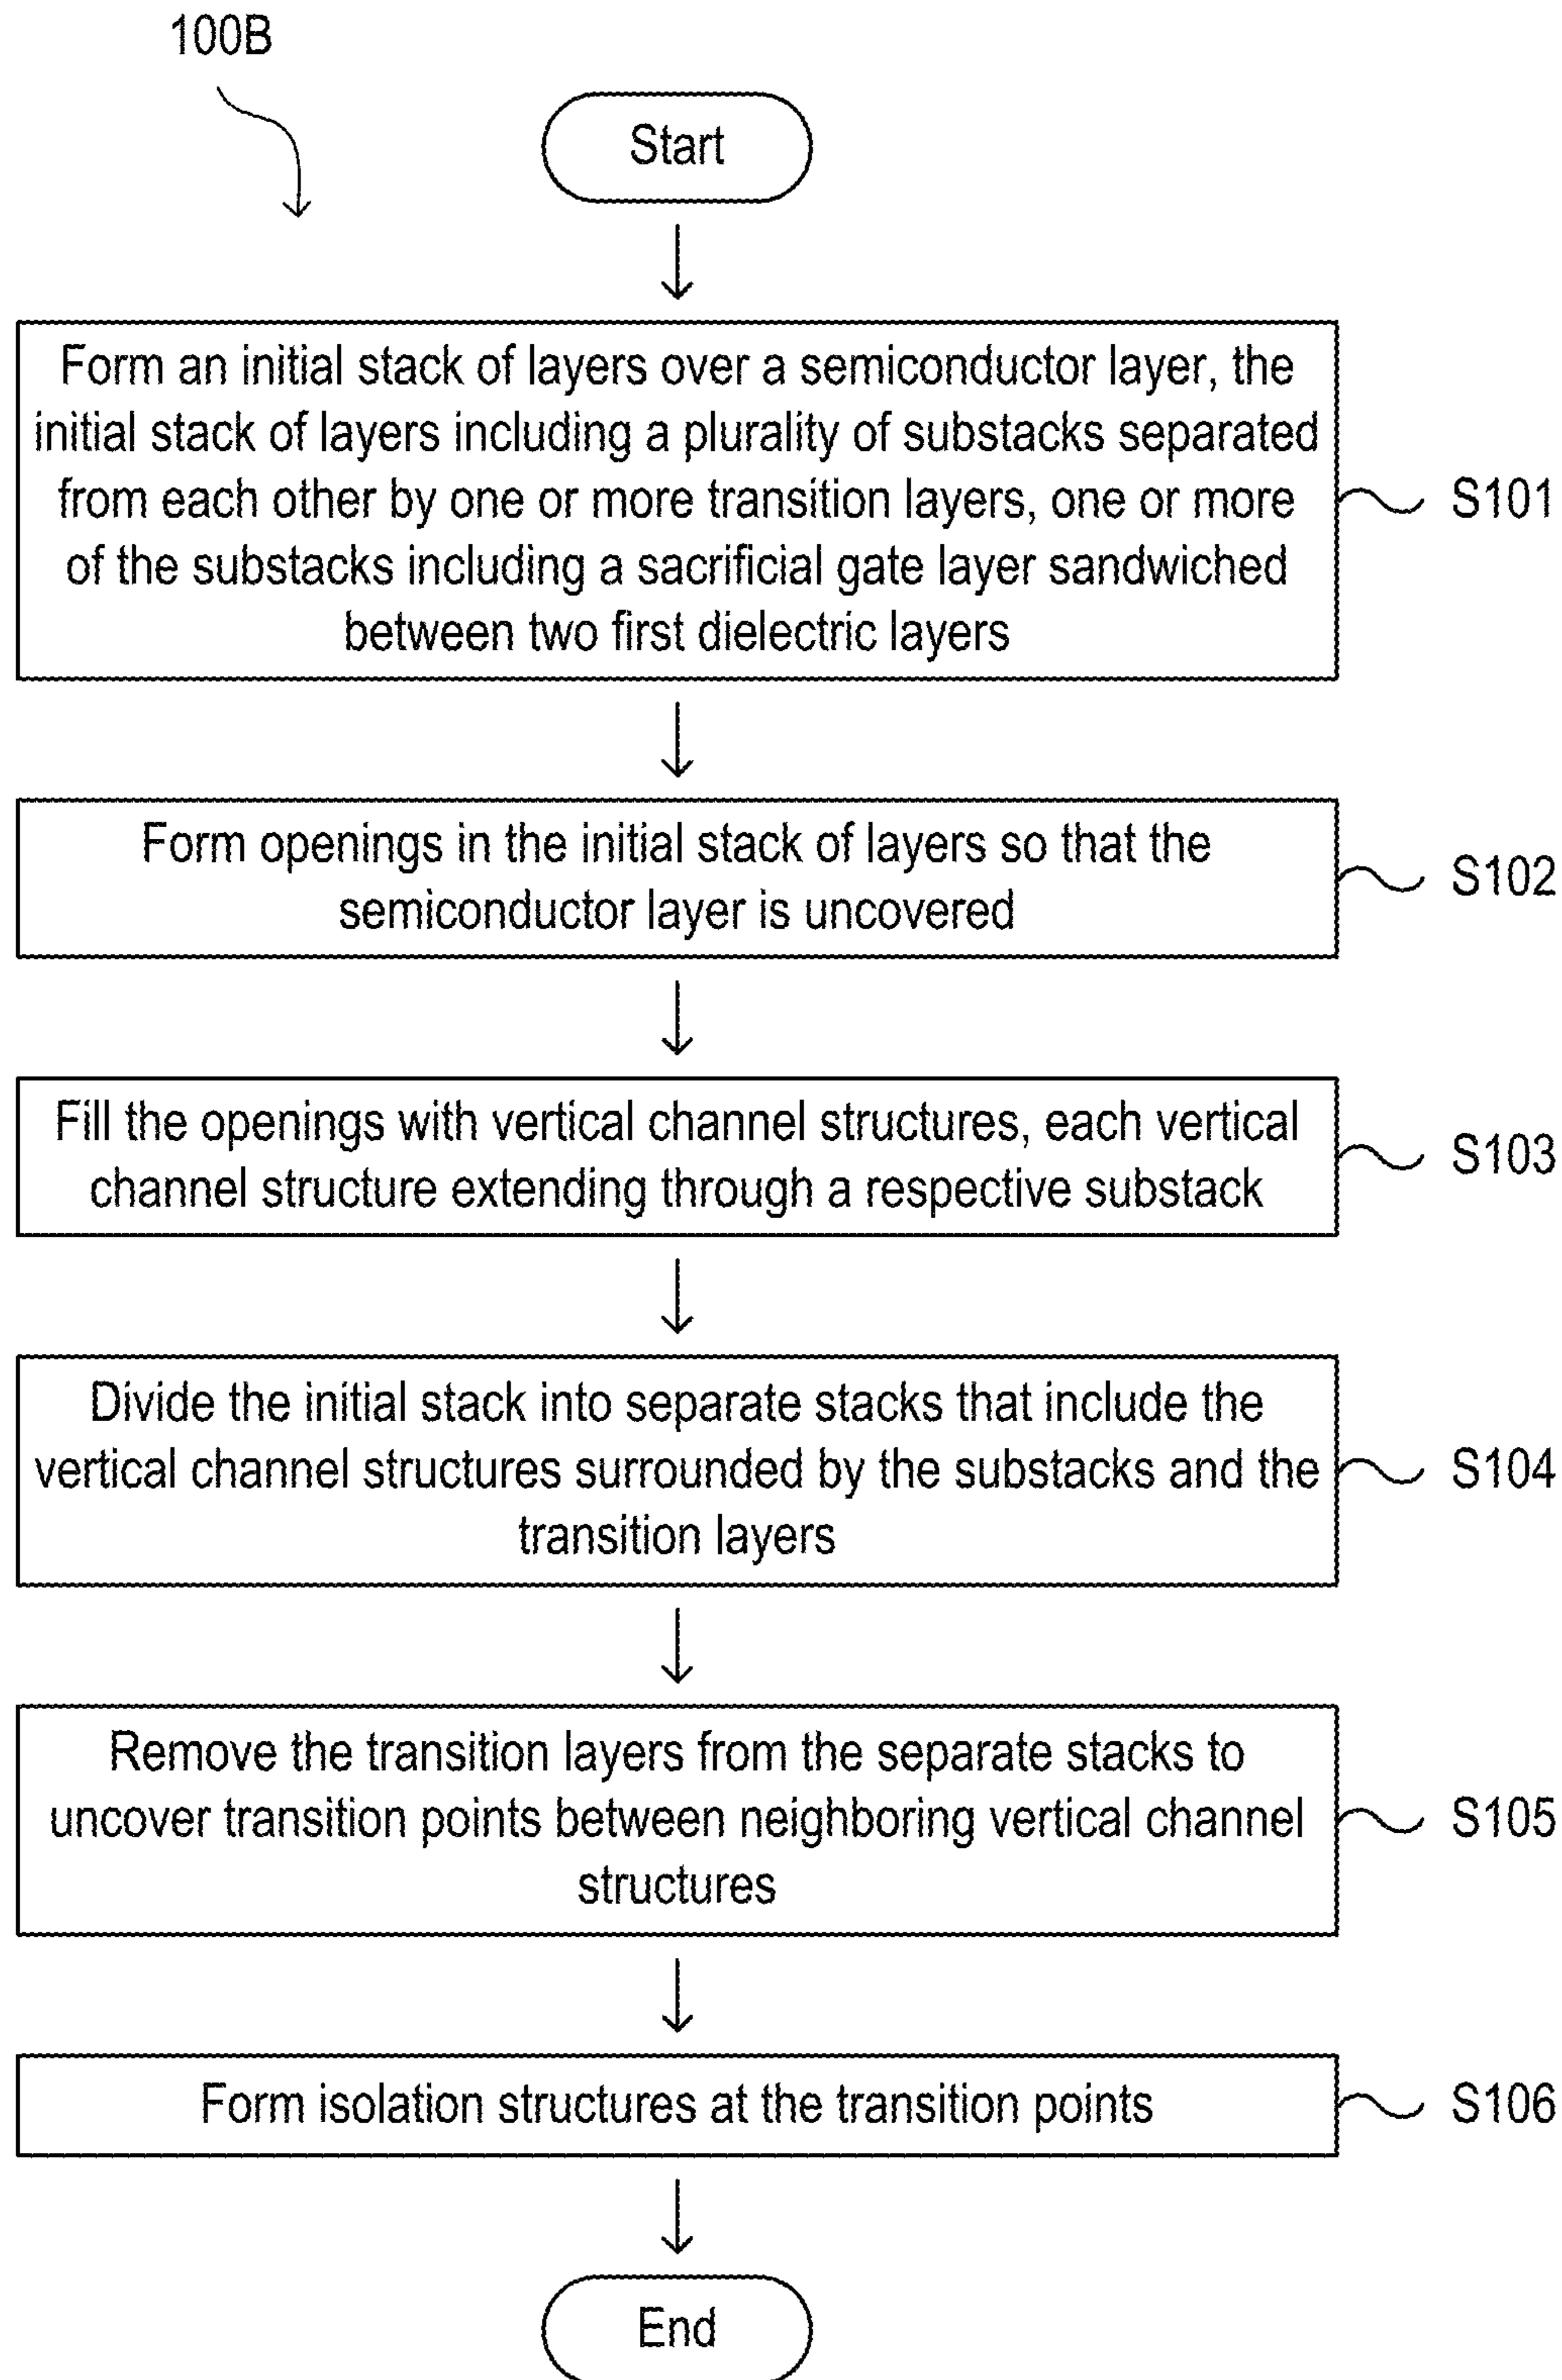 100B
Start
Form an initial stack of layers over a semiconductor layer, the
initial stack of layers including a plurality of substacks separated
from each other by one or more transition layers, one or more
of the substacks including a sacrificial gate layer sandwiched
between two first dielectric layers
S101
Form openings in the initial stack of layers so that the
semiconductor layer is uncovered
S102
Fill the openings with vertical channel structures, each vertical
channel structure extending through a respective substack
S103
Divide the initial stack into separate stacks that include the
vertical channel structures surrounded by the substacks and the
transition layers
S104
Remove the transition layers from the separate stacks to
uncover transition points between neighboring vertical channel
structures
S105
Form isolation structures at the transition points
S106
End